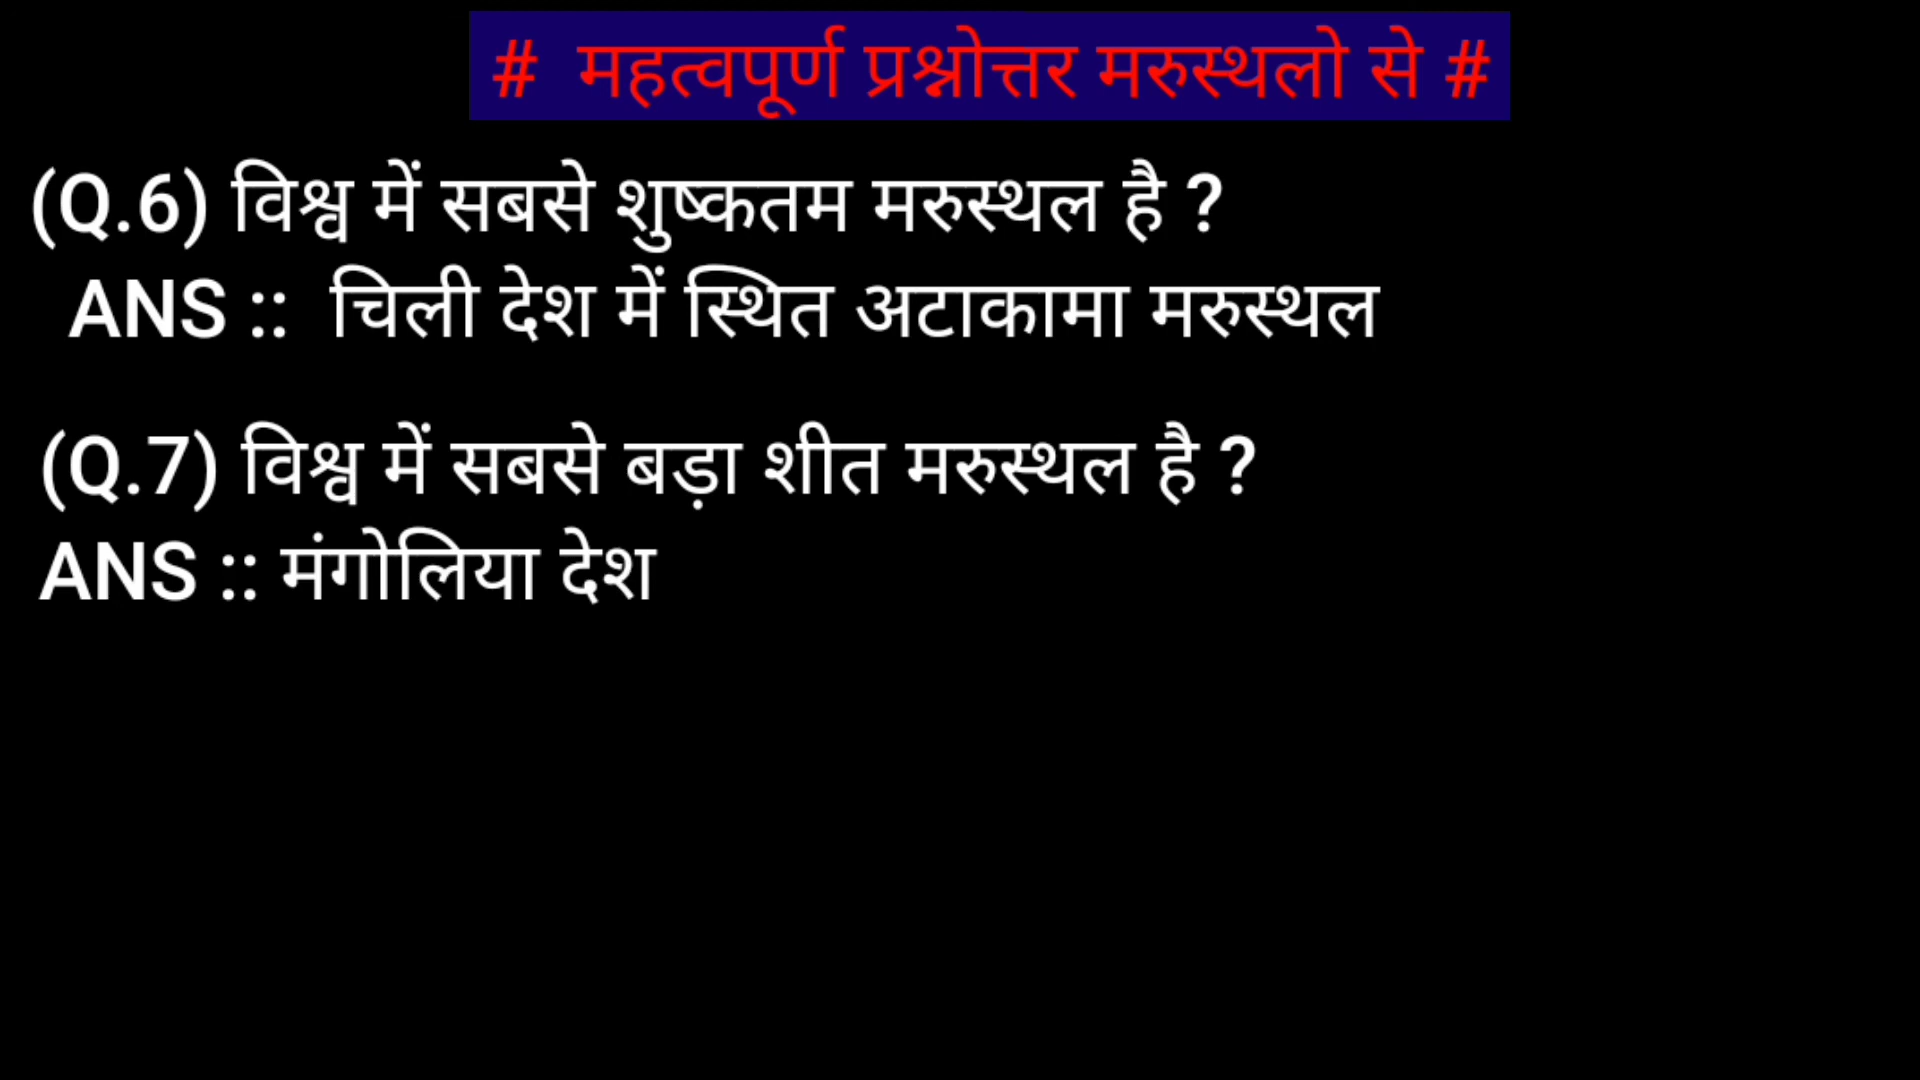 # महत्वपूर्ण प्रश्नोत्तर मरुस्थलो से #
(Q.6) विश्व में सबसे शुष्कतम मरुस्थल है ?
ANS :: चिली देश में स्थित अटाकामा मरुस्थल
(Q.7) विश्व में सबसे बड़ा शीत मरुस्थल है ?
ANS :: मंगोलिया देश